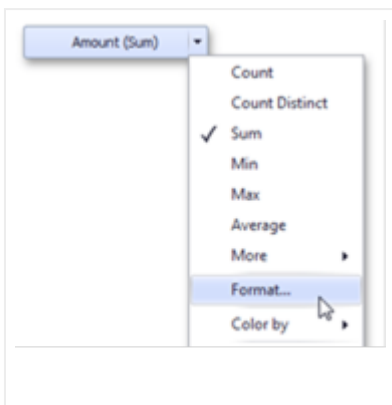 Amount (Sum)
Count
Count Distinct
Sum
Min
Max
Average
More
Format...
Color by